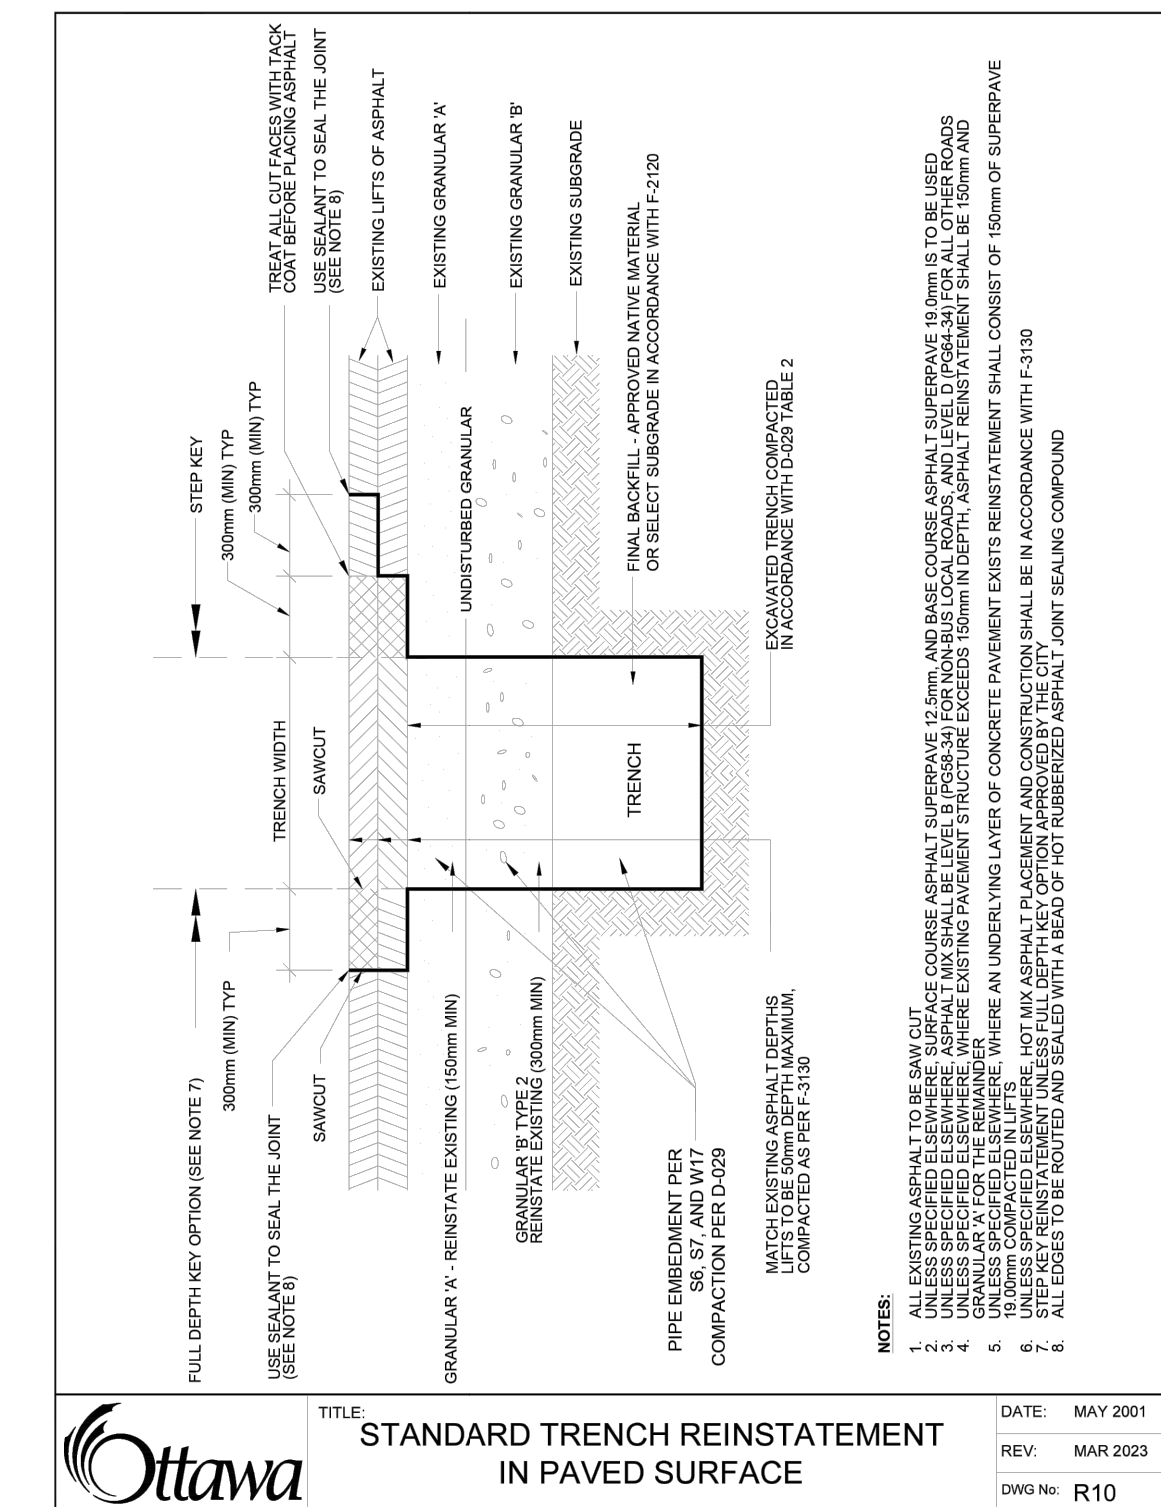 TREAT ALL CUT FACES WITH TACK
COAT BEFORE PLACING ASPHALT
USE SEALANT TO SEAL THE JOINT
(SEE NOTE 8)
EXISTING LIFTS OF ASPHALT
EXISTING GRANULAR 'A'
EXISTING GRANULAR 'B'
EXISTING SUBGRADE
STEP KEY
300mm (MIN) TYP
300mm (MIN) TYP
UNDISTURBED GRANULAR
FINAL BACKFILL - APPROVED NATIVE MATERIAL
OR SELECT SUBGRADE IN ACCORDANCE WITH F-2120
EXCAVATED TRENCH COMPACTED
IN ACCORDANCE WITH D-029 TABLE 2
TRENCH WIDTH
SAWCUT
TRENCH
FULL DEPTH KEY OPTION (SEE NOTE 7)
300mm (MIN) TYP
USE SEALANT TO SEAL THE JOINT
(SEE NOTE 8)
SAWCUT
GRANULAR 'A' - REINSTATE EXISTING (150mm MIN)
GRANULAR 'B' TYPE 2
REINSTATE EXISTING (300mm MIN)
PIPE EMBEDMENT PER
S6, S7, AND W17
COMPACTION PER D-029
MATCH EXISTING ASPHALT DEPTHS
LIFTS TO BE 50mm DEPTH MAXIMUM,
COMPACTED AS PER F-3130
NOTES:
1. ALL EXISTING ASPHALT TO BE SAW CUT
2. UNLESS SPECIFIED ELSEWHERE, SURFACE COURSE ASPHALT SUPERPAVE 12.5mm, AND BASE COURSE ASPHALT SUPERPAVE 19.0mm IS TO BE USED
3. UNLESS SPECIFIED ELSEWHERE, ASPHALT MIX SHALL BE LEVEL B (PG58-34) FOR NON-BUS LOCAL ROADS, AND LEVEL D (PG64-34) FOR ALL OTHER ROADS
4. UNLESS SPECIFIED ELSEWHERE, WHERE EXISTING PAVEMENT STRUCTURE EXCEEDS 150mm IN DEPTH, ASPHALT REINSTATEMENT SHALL BE 150mm AND
GRANULAR 'A' FOR THE REMAINDER
5. UNLESS SPECIFIED ELSEWHERE, WHERE AN UNDERLYING LAYER OF CONCRETE PAVEMENT EXISTS REINSTATEMENT SHALL CONSIST OF 150mm OF SUPERPAVE
19.00mm COMPACTED IN LIFTS
6. UNLESS SPECIFIED ELSEWHERE, HOT MIX ASPHALT PLACEMENT AND CONSTRUCTION SHALL BE IN ACCORDANCE WITH F-3130
7. STEP KEY REINSTATEMENT UNLESS FULL DEPTH KEY OPTION APPROVED BY THE CITY
8. ALL EDGES TO BE ROUTED AND SEALED WITH A BEAD OF HOT RUBBERIZED ASPHALT JOINT SEALING COMPOUND
Ottawa
TITLE:
STANDARD TRENCH REINSTATEMENT
IN PAVED SURFACE
DATE: MAY 2001
REV: MAR 2023
DWG No: R10